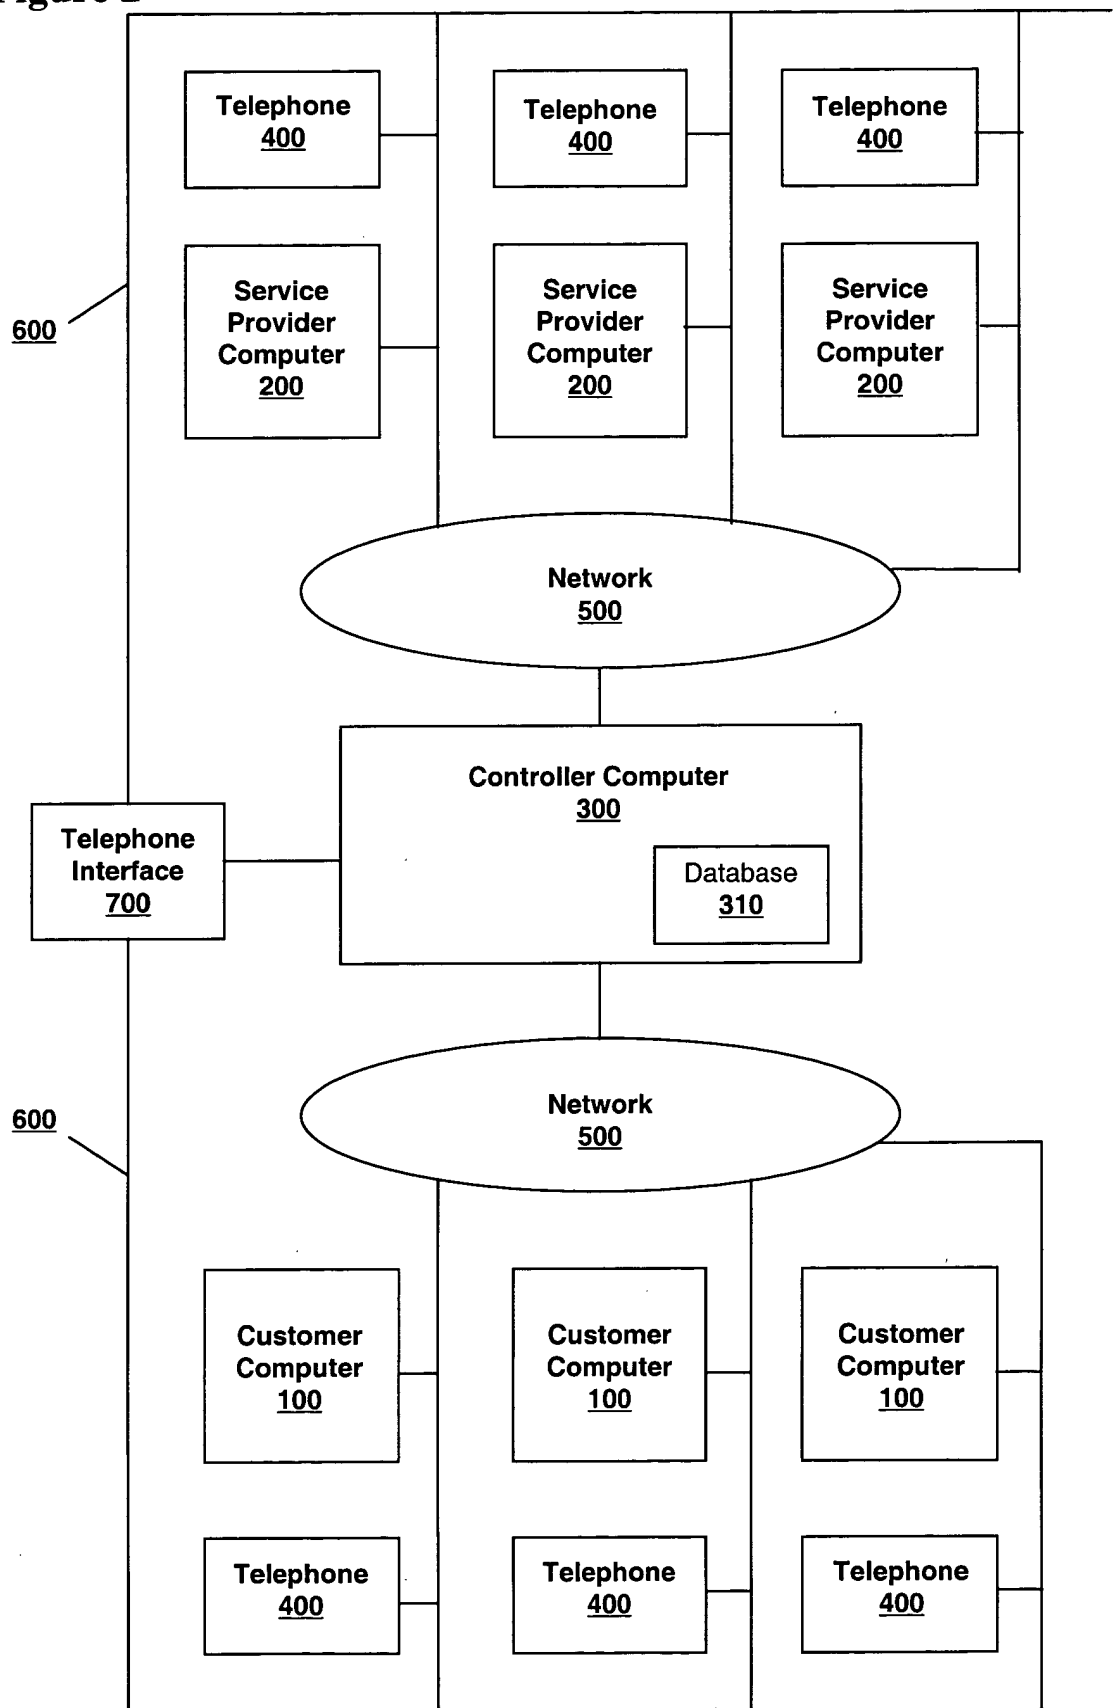 Telephone
400
Telephone
400
Telephone
400
Service
Provider
Computer
200
Service
Provider
Computer
200
Service
Provider
Computer
200
600
Network
500
Controller Computer
300
Telephone
Interface
700
Database
310
Network
500
600
Customer
Computer
100
Customer
Computer
100
Customer
Computer
100
Telephone
400
Telephone
400
Telephone
400